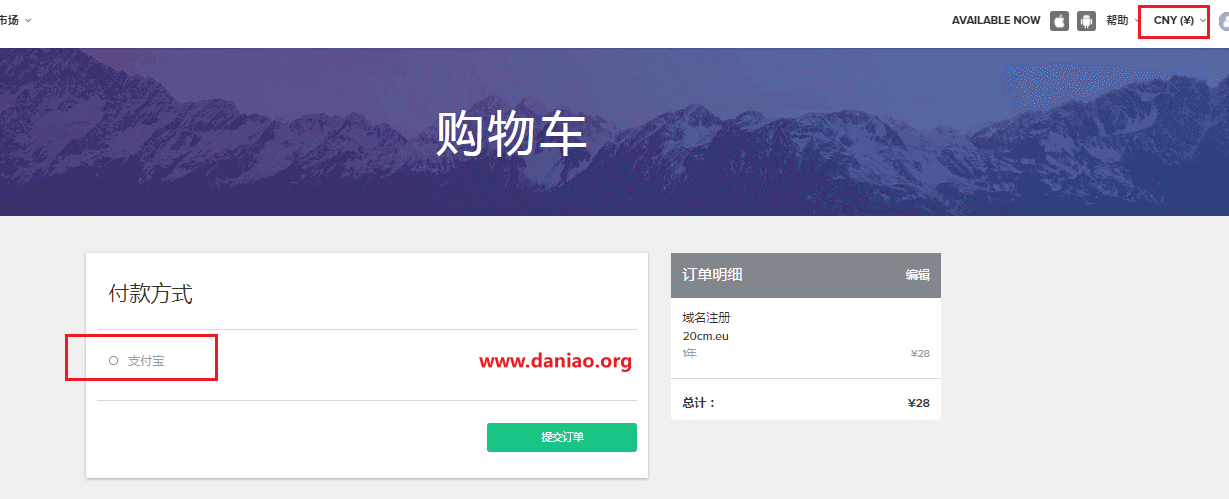 市场
AVAILABLE NOW 帮助 CNY (¥)
购物车
付款方式
支付宝
www.daniao.org
提交订单
订单明细 编辑
域名注册
20cm.eu
1年 ¥28
总计： ¥28